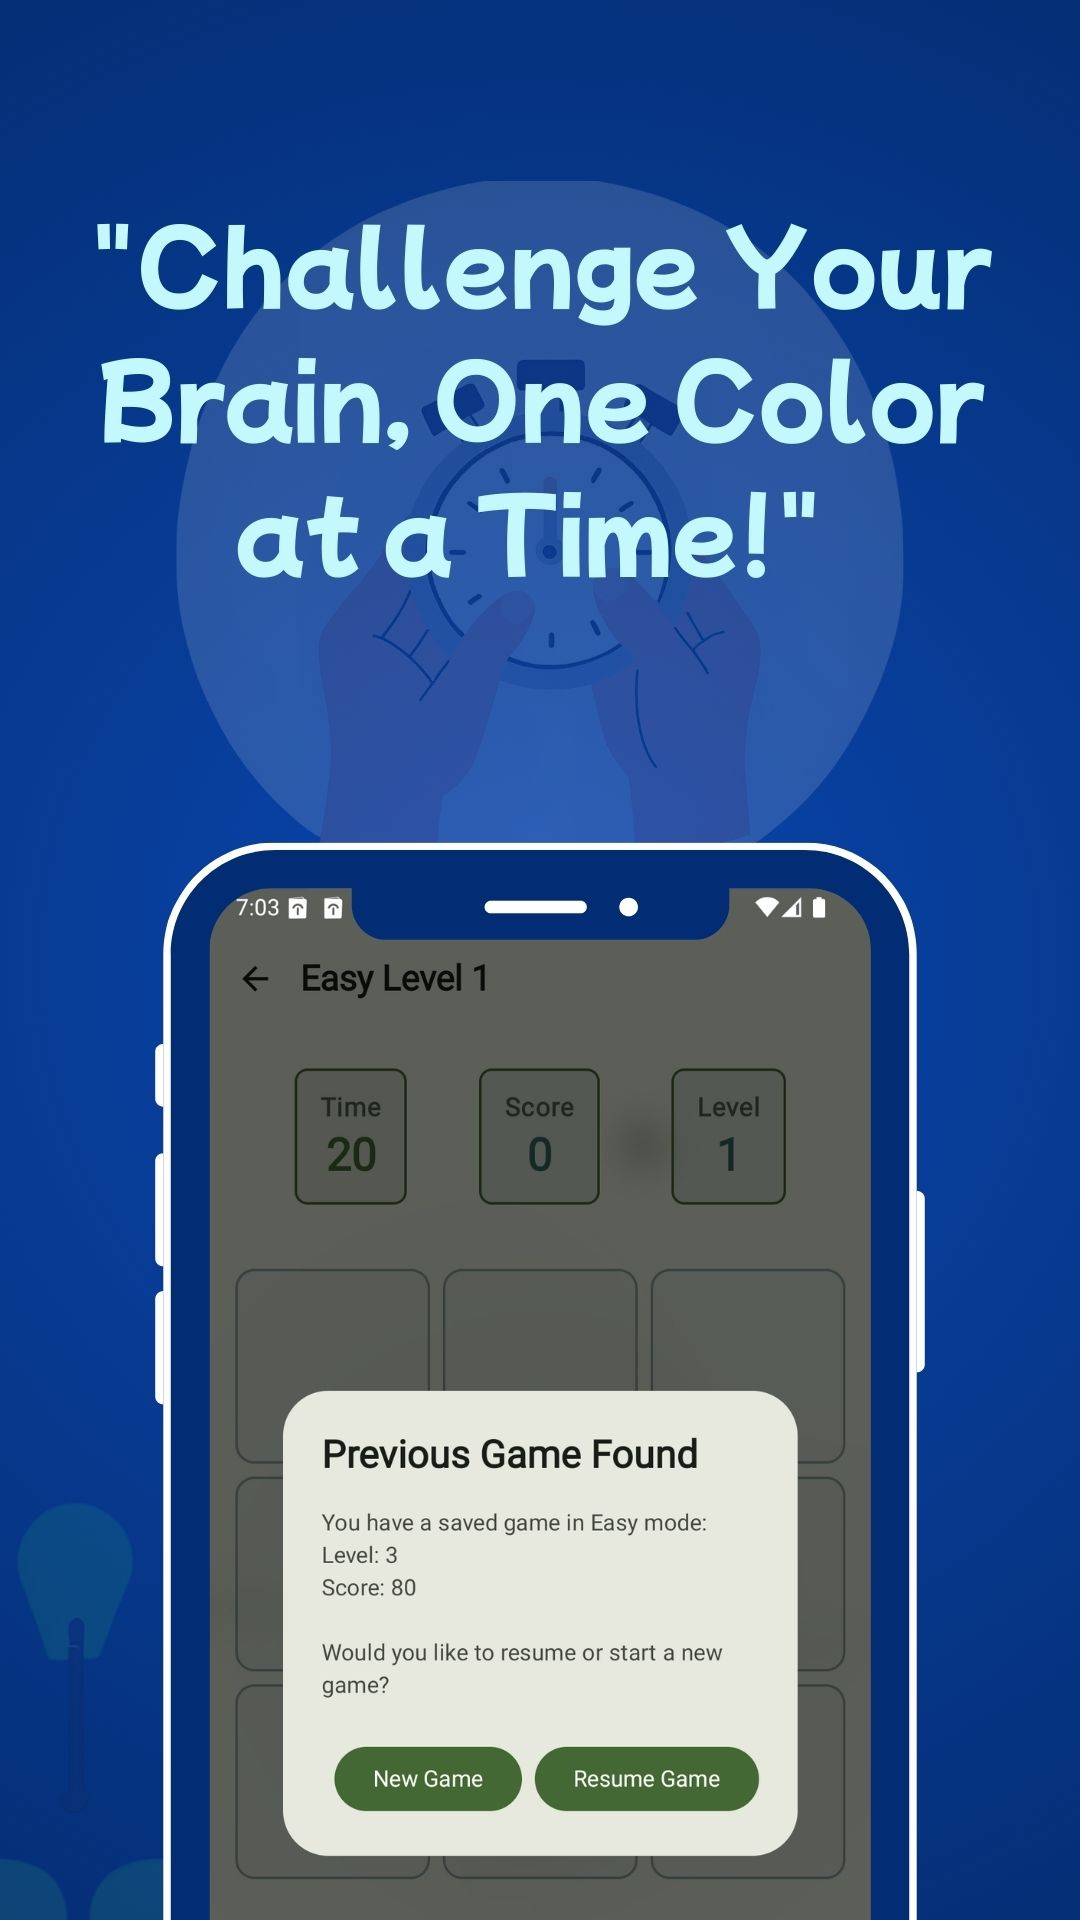 "Challenge Your
Brain, One Color
at a Time!"
7:03
Easy Level 1
Time
20
Score
0
Level
1
Previous Game Found
You have a saved game in Easy mode:
Level: 3
Score: 80
Would you like to resume or start a new
game?
New Game
Resume Game